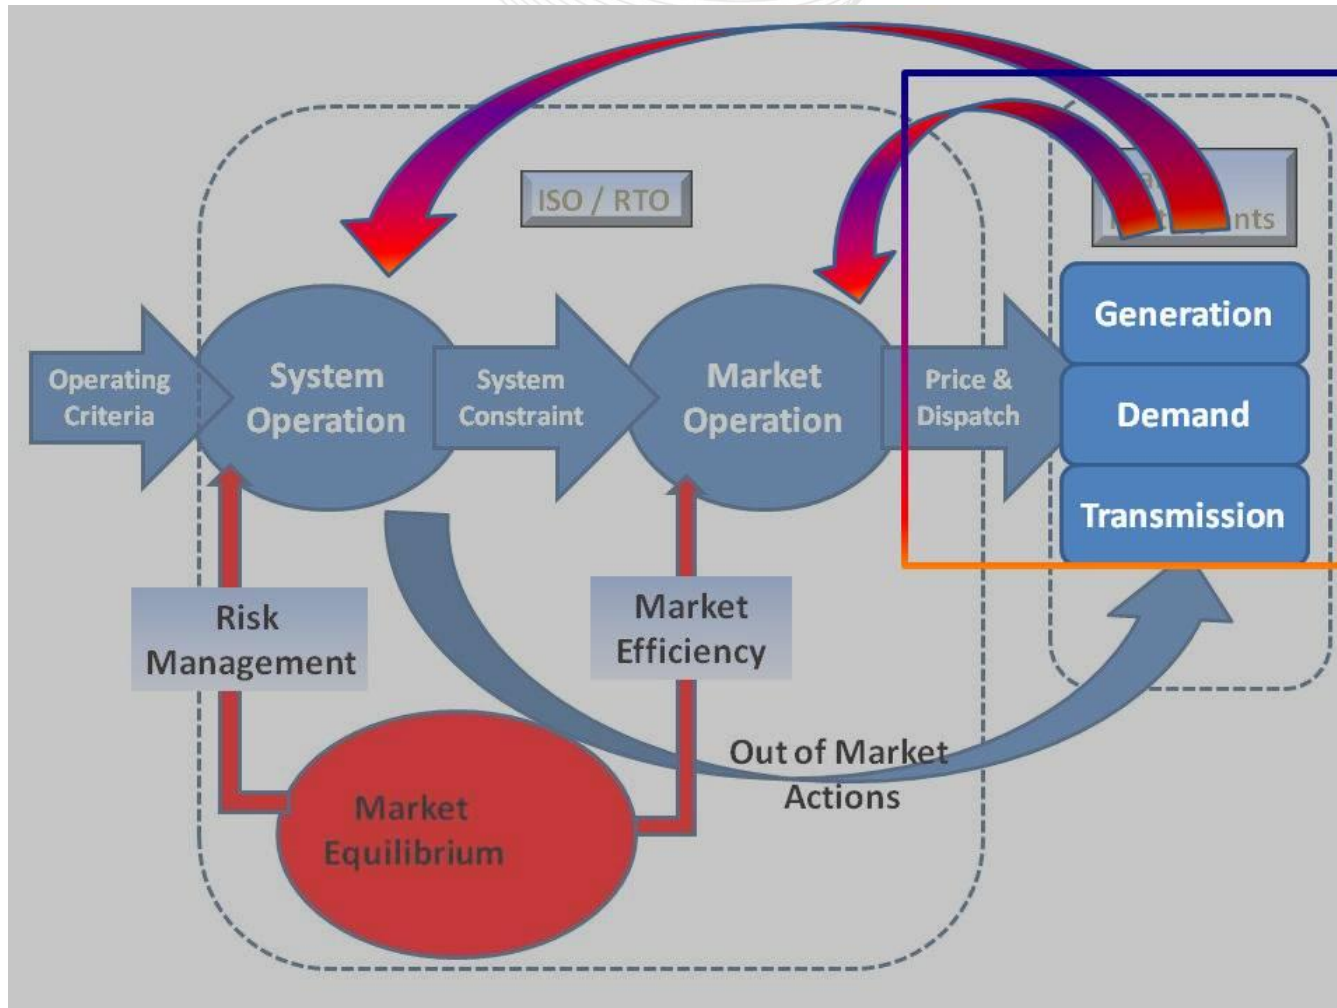 ISO / RTO
Generation
Demand
Transmission
Operating
Criteria
System
Operation
System
Constraint
Market
Operation
Price &
Dispatch
Risk
Management
Market
Efficiency
Out of Market
Actions
Market
Equilibrium